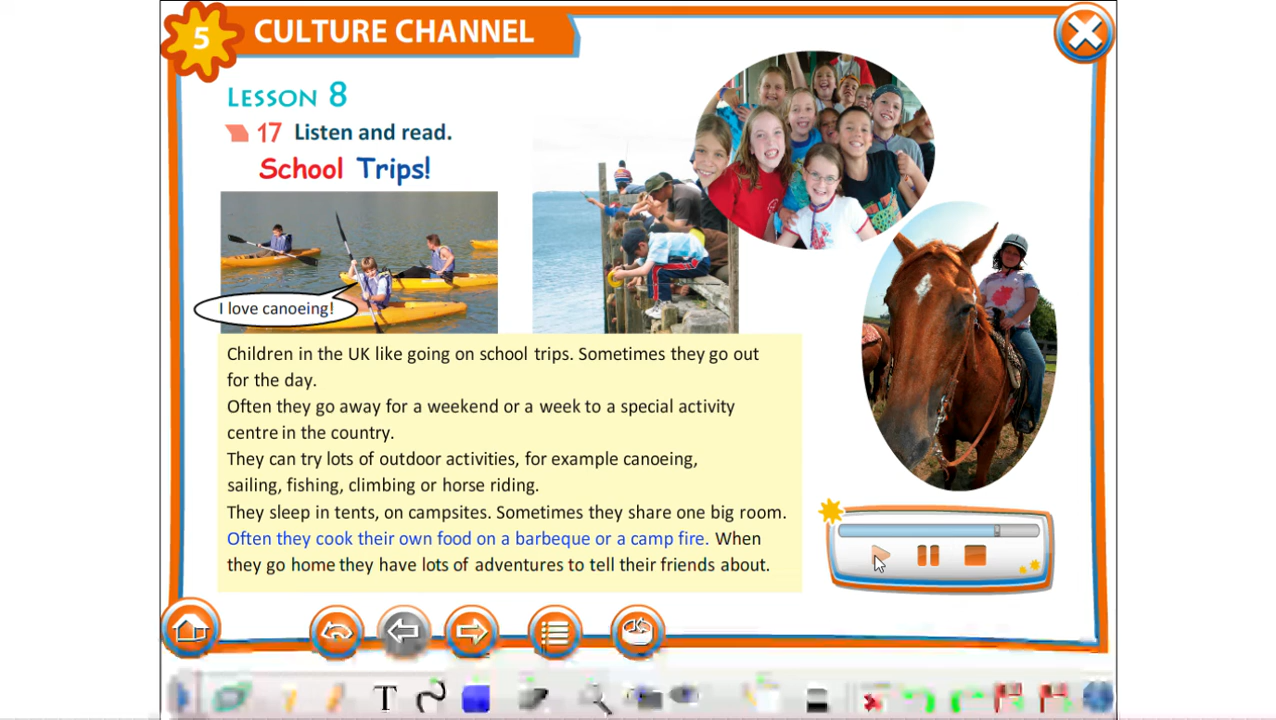 5 CULTURE CHANNEL
LESSON 8
17 Listen and read.
School Trips!
I love canoeing!
Children in the UK like going on school trips. Sometimes they go out
for the day.
Often they go away for a weekend or a week to a special activity
centre in the country.
They can try lots of outdoor activities, for example canoeing,
sailing, fishing, climbing or horse riding.
They sleep in tents, on campsites. Sometimes they share one big room.
Often they cook their own food on a barbeque or a camp fire. When
they go home they have lots of adventures to tell their friends about.
T